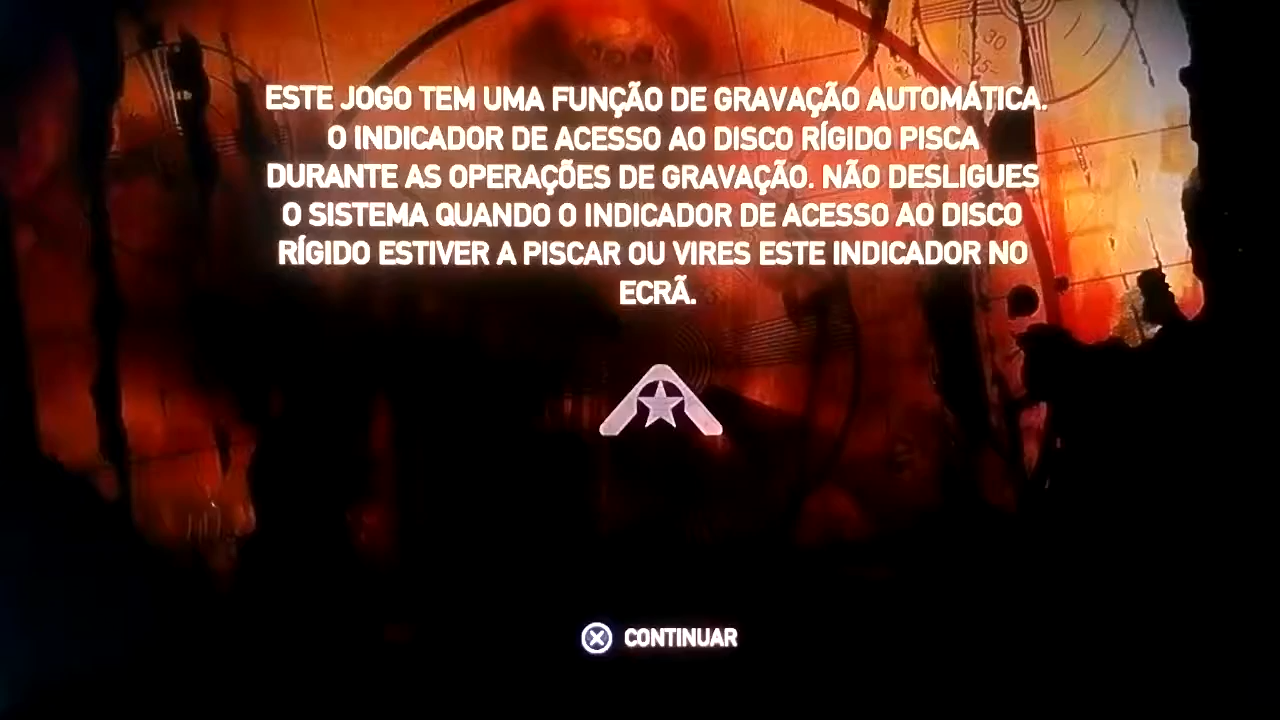 ESTE JOGO TEM UMA FUNÇÃO DE GRAVAÇÃO AUTOMÁTICA.
O INDICADOR DE ACESSO AO DISCO RÍGIDO PISCA
DURANTE AS OPERAÇÕES DE GRAVAÇÃO. NÃO DESLIGUES
O SISTEMA QUANDO O INDICADOR DE ACESSO AO DISCO
RÍGIDO ESTIVER A PISCAR OU VIRES ESTE INDICADOR NO
ECRÃ.
CONTINUAR
30